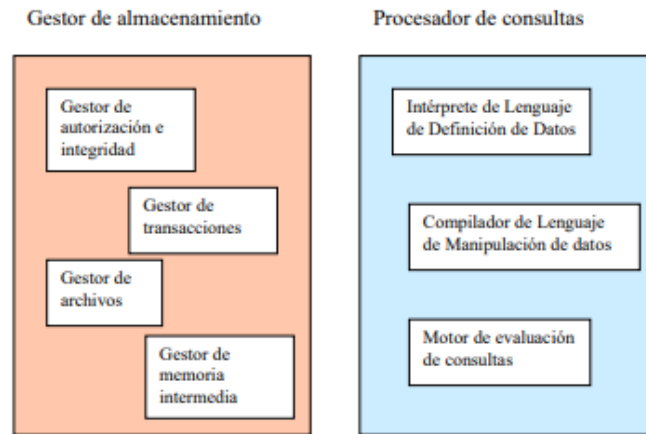 Gestor de almacenamiento
Gestor de
autorización e
integridad
Gestor de
transacciones
Gestor de
archivos
Gestor de
memoria
intermedia
Procesador de consultas
Intérprete de Lenguaje
de Definición de Datos
Compilador de Lenguaje
de Manipulación de datos
Motor de evaluación
de consultas